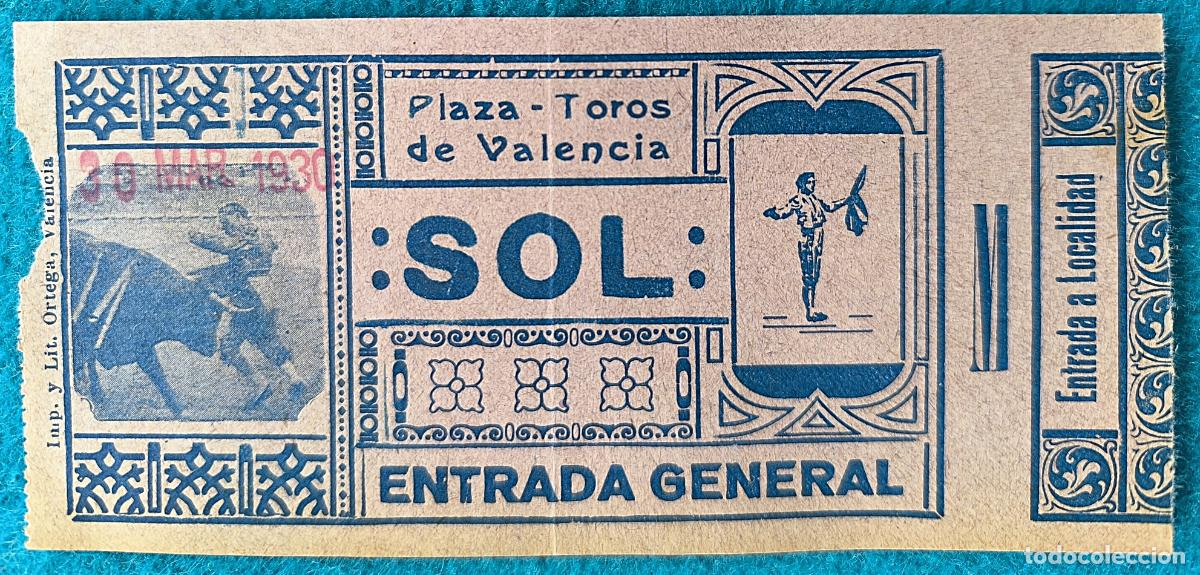 Imp. y Lit. Ortega, Valencia
30 MAR. 1930
Plaza - Toros
de Valencia
:SOL:
ENTRADA GENERAL
Entrada a Localidad
todocoleccion